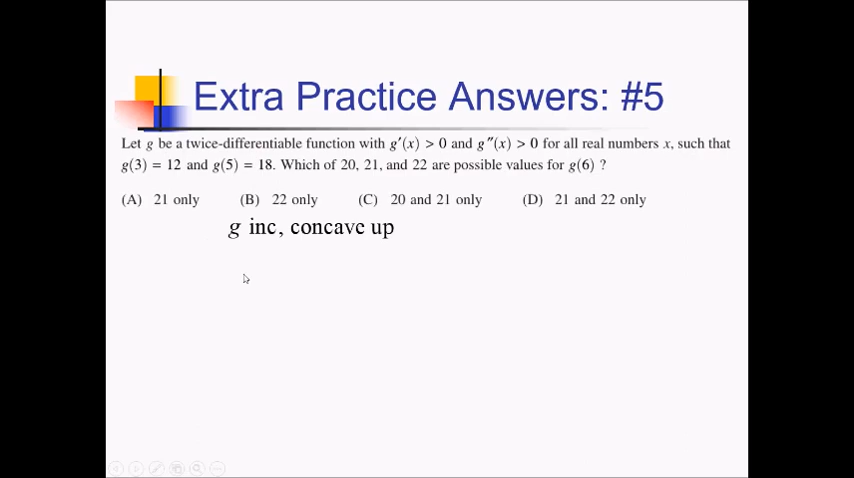 Extra Practice Answers: #5
Let g be a twice-differentiable function with g′(x) > 0 and g″(x) > 0 for all real numbers x, such that
g(3) = 12 and g(5) = 18. Which of 20, 21, and 22 are possible values for g(6) ?
(A) 21 only (B) 22 only (C) 20 and 21 only (D) 21 and 22 only
g inc, concave up